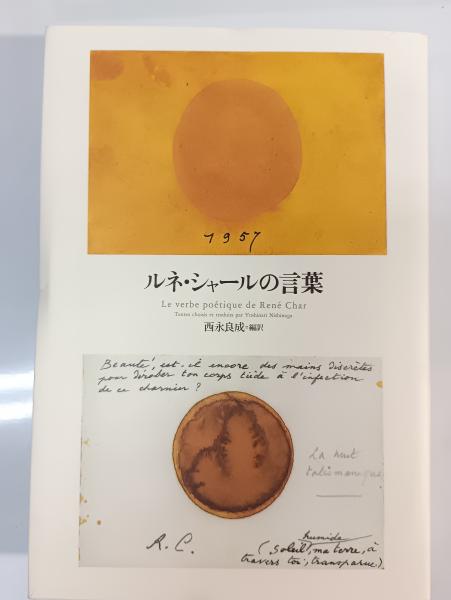 1957
ルネ・シャールの言葉
Le verbe poétique de René Char
Textes choisis et traduits par Yoshinari Nishinaga
西永良成・編訳
Beauté, est-il encore des mains discrètes
pour dérober ton corps tiède à l'infection
de ce charnier ?
La nuit
talismanique
R.C.
humide
(Soleil, ma terre, à
travers toi, transparue.)